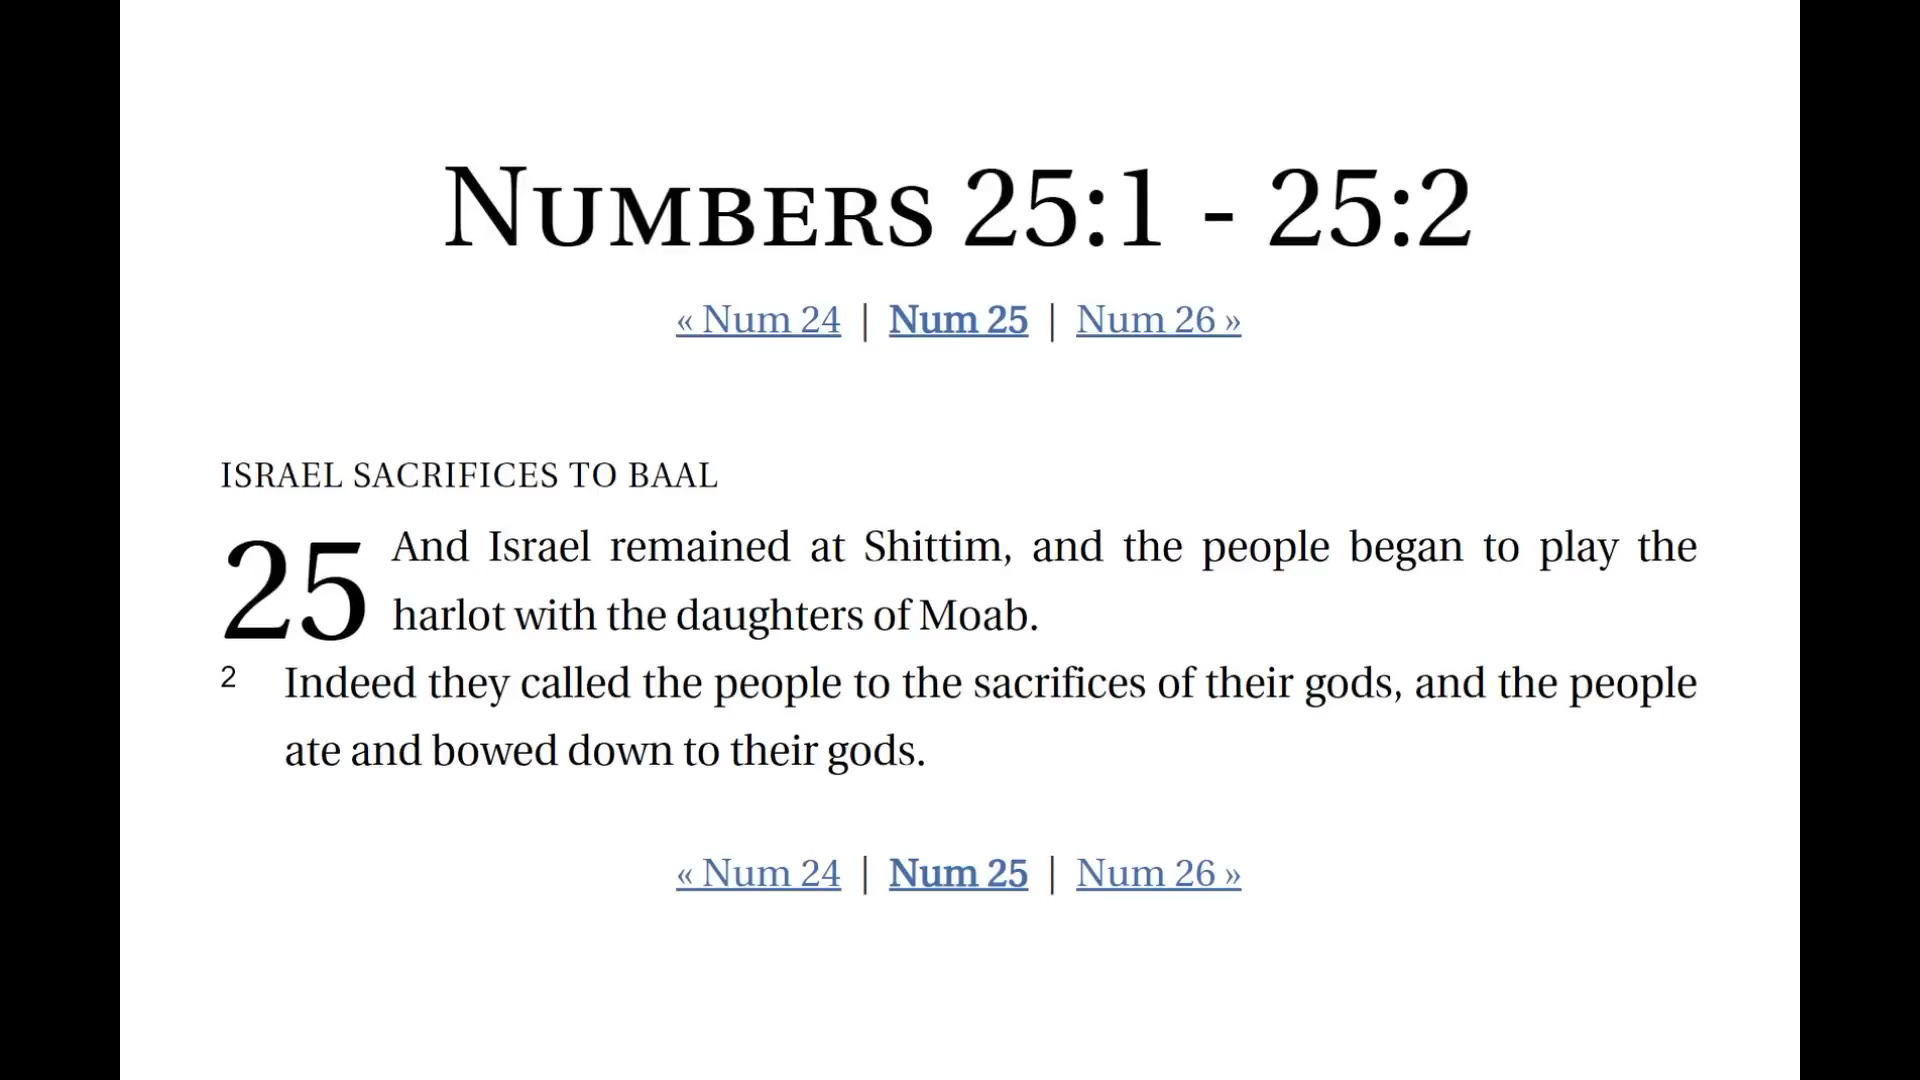 Numbers 25:1 - 25:2
« Num 24 | Num 25 | Num 26 »
ISRAEL SACRIFICES TO BAAL
25 And Israel remained at Shittim, and the people began to play the
harlot with the daughters of Moab.
2 Indeed they called the people to the sacrifices of their gods, and the people
ate and bowed down to their gods.
« Num 24 | Num 25 | Num 26 »